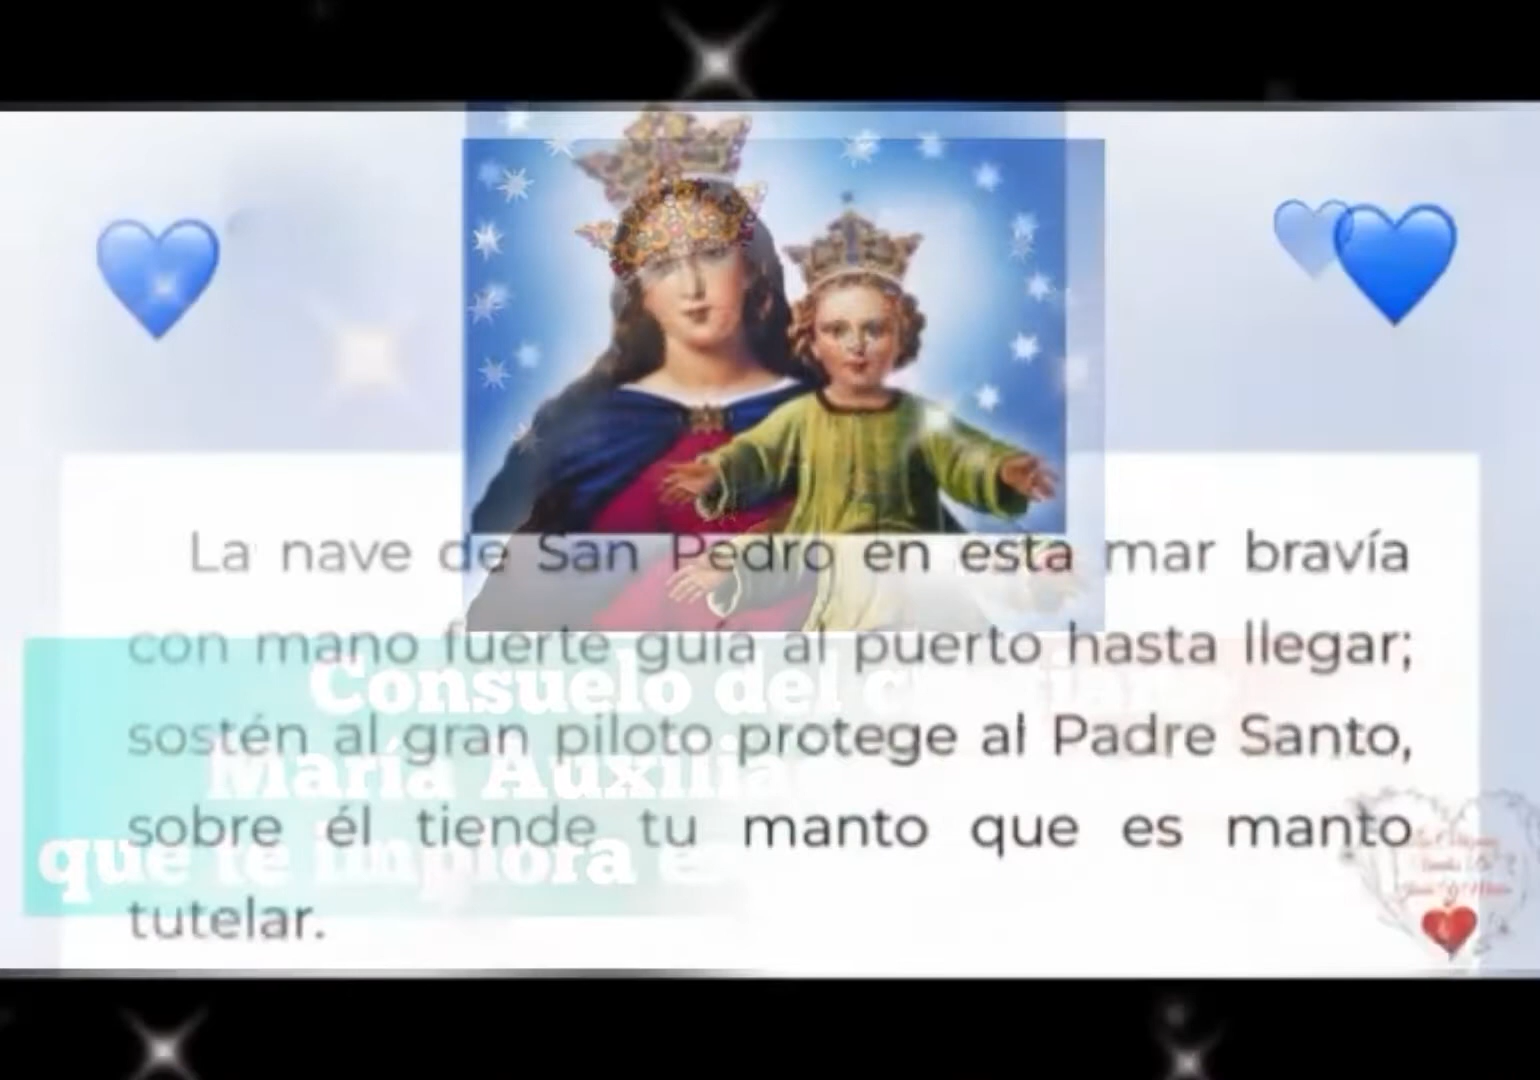 La nave de San Pedro en esta mar bravía
con mano fuerte guía al puerto hasta llegar;
sostén al gran piloto protege al Padre Santo,
sobre él tiende tu manto que es manto
tutelar.
Consuelo del
María
que te implora